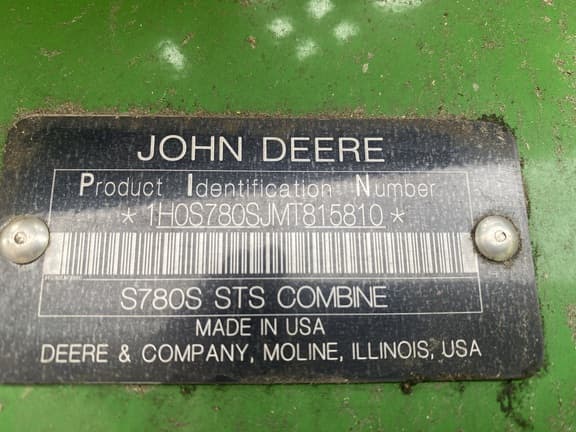 JOHN DEERE
Product Identification Number
*1H0S780SJMT815810*
S780S STS COMBINE
MADE IN USA
DEERE & COMPANY, MOLINE, ILLINOIS, USA